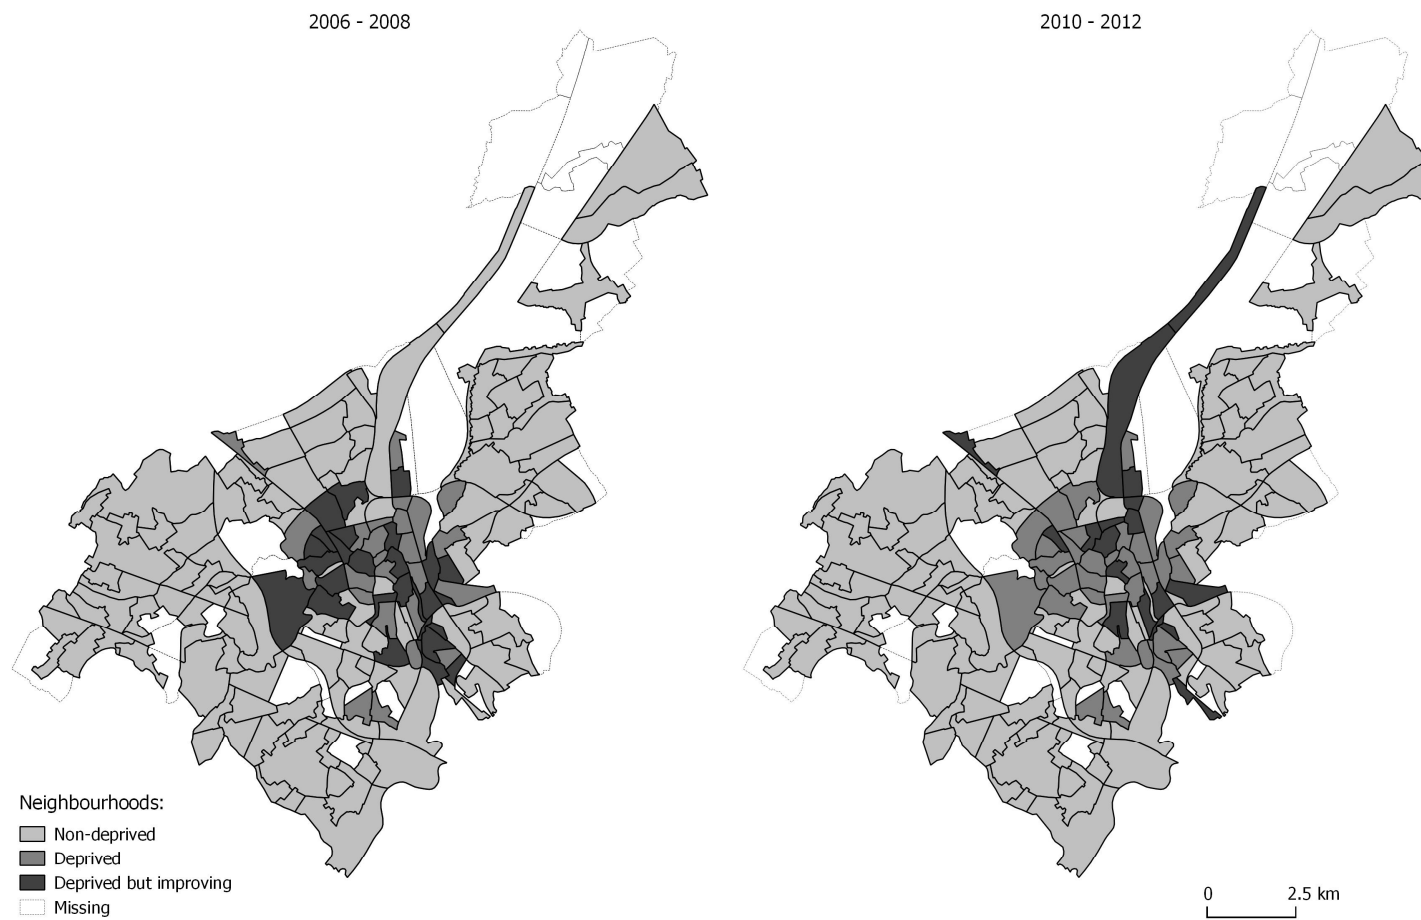 2006 - 2008
2010 - 2012
Neighbourhoods:
Non-deprived
Deprived
Deprived but improving
Missing
0 2.5 km